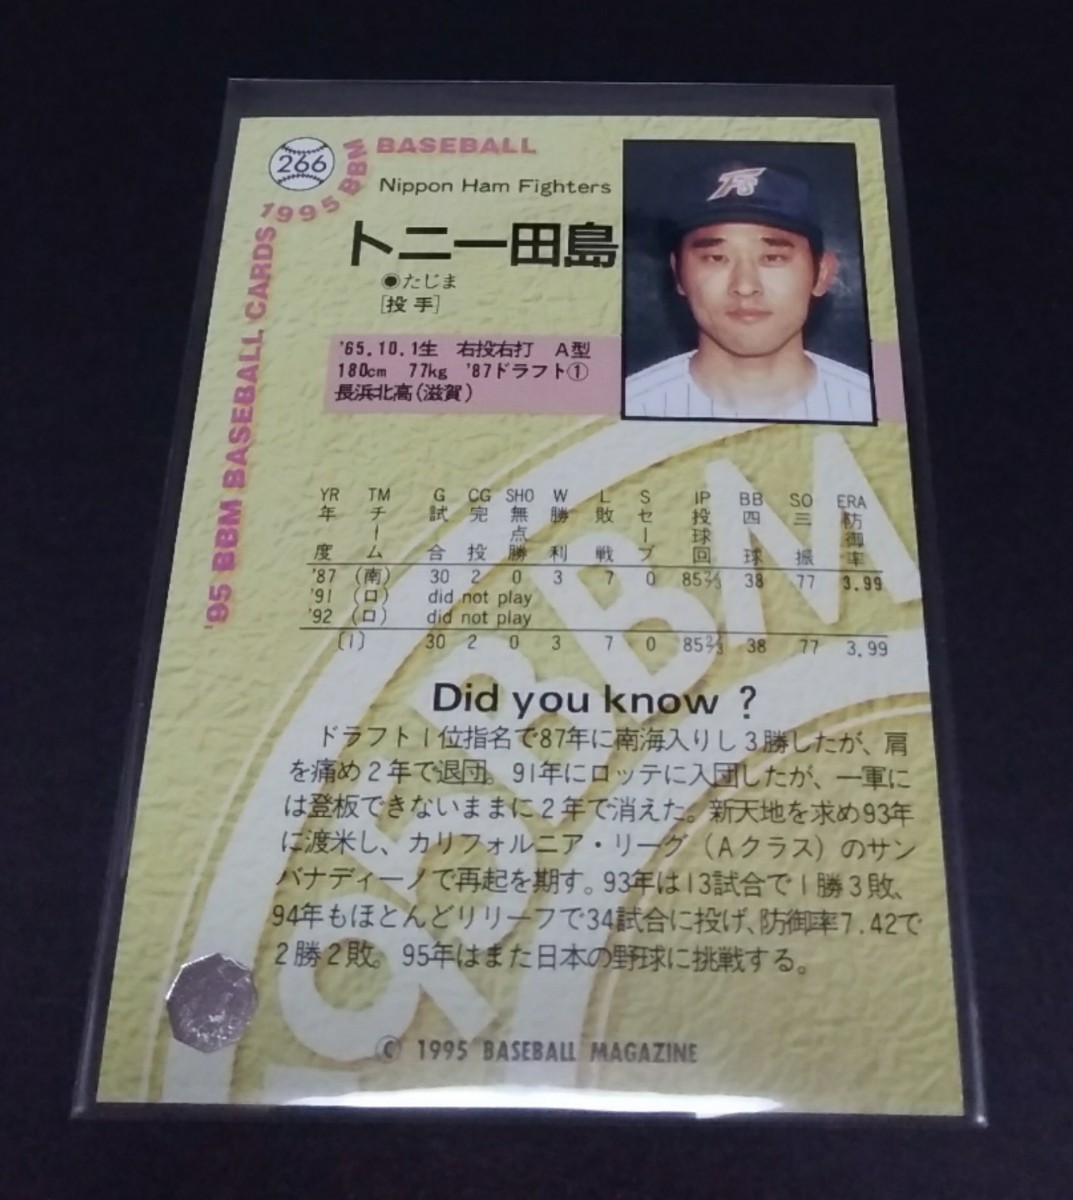 266
1995 BBM BASEBALL
'95 BBM BASEBALL CARDS
Nippon Ham Fighters
トニー田島
●たじま
[投手]
'65.10.1生 右投右打 A型
180cm 77kg '87ドラフト①
長浜北高(滋賀)
YR TM G CG SHO W L S IP BB SO ERA
年度 チーム 試合 完投 無点勝 勝利 敗戦 セーブ 投球回 四球 三振 防御率
'87 (南) 30 2 0 3 7 0 85⅔ 38 77 3.99
'91 (ロ) did not play
'92 (ロ) did not play
〔1〕 30 2 0 3 7 0 85⅔ 38 77 3.99
Did you know ?
ドラフト1位指名で87年に南海入りし3勝したが、肩
を痛め2年で退団。91年にロッテに入団したが、一軍に
は登板できないままに2年で消えた。新天地を求め93年
に渡米し、カリフォルニア・リーグ(Aクラス)のサン
バナディーノで再起を期す。93年は13試合で1勝3敗、
94年もほとんどリリーフで34試合に投げ、防御率7.42で
2勝2敗。95年はまた日本の野球に挑戦する。
© 1995 BASEBALL MAGAZINE
95BBM